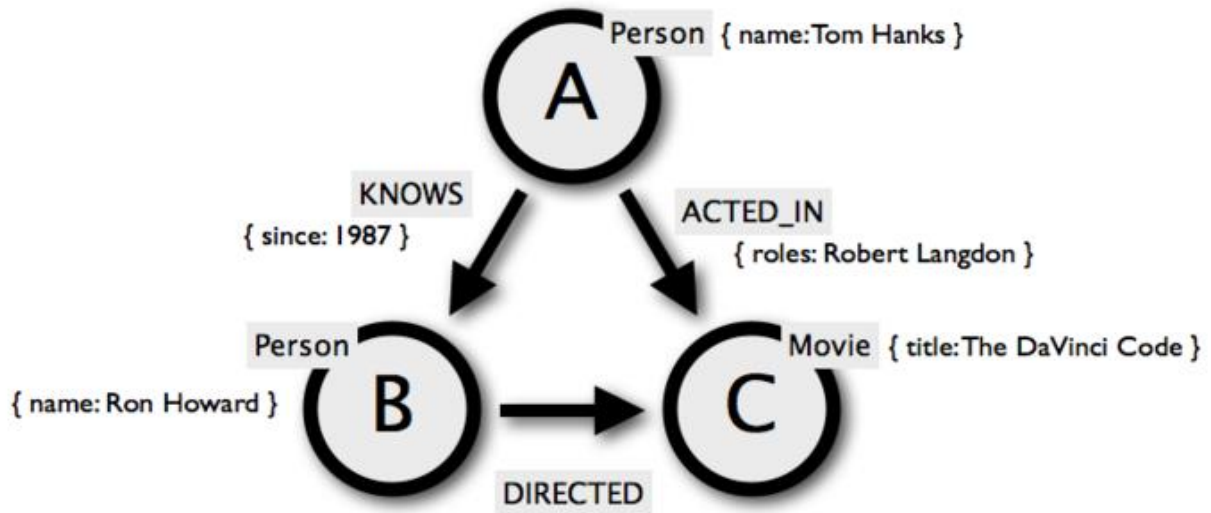 Person { name:Tom Hanks }
A
KNOWS
{ since: 1987 }
ACTED_IN
{ roles: Robert Langdon }
Person
{ name: Ron Howard }
B
Movie { title:The DaVinci Code }
C
DIRECTED